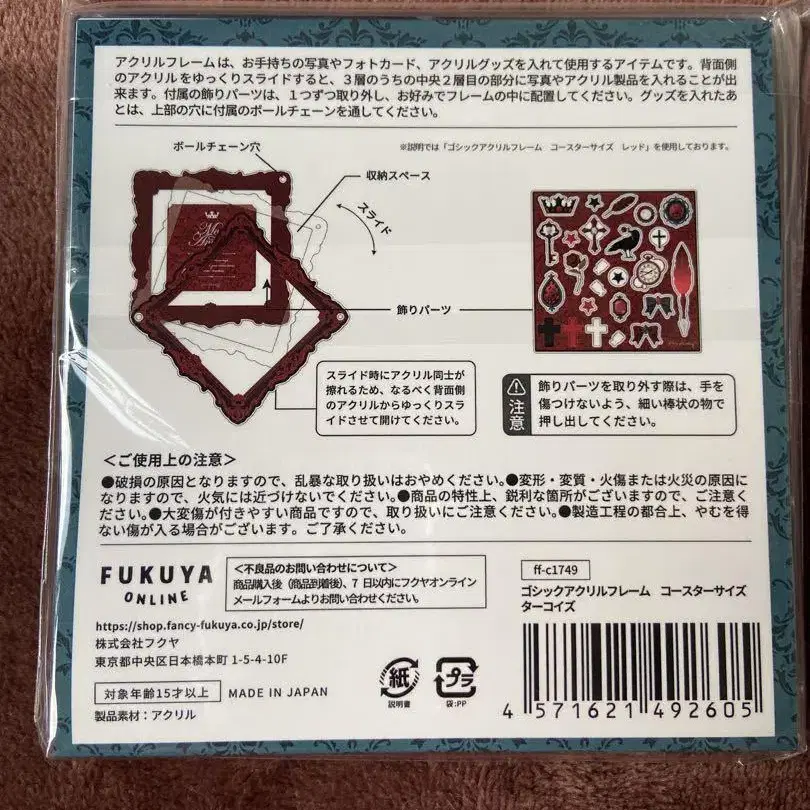 アクリルフレームは、お手持ちの写真やフォトカード、アクリルグッズを入れて使用するアイテムです。背面側
のアクリルをゆっくりスライドすると、３層のうちの中央２層目の部分に写真やアクリル製品を入れることが出
来ます。付属の飾りパーツは、１つずつ取り外し、お好みでフレームの中に配置してください。グッズを入れたあ
とは、上部の穴に付属のボールチェーンを通してください。
ボールチェーン穴
※説明では「ゴシックアクリルフレーム　コースターサイズ　レッド」を使用しております。
収納スペース
スライド
飾りパーツ
スライド時にアクリル同士が
擦れるため、なるべく背面側
のアクリルからゆっくりスラ
イドさせて開けてください。
注意
飾りパーツを取り外す際は、手を
傷つけないよう、細い棒状の物で
押し出してください。
＜ご使用上の注意＞
●破損の原因となりますので、乱暴な取り扱いはおやめください。●変形・変質・火傷または火災の原因に
なりますので、火気には近づけないでください。●商品の特性上、鋭利な箇所がございますので、ご注意くださ
い。●大変傷が付きやすい商品ですので、取り扱いにご注意ください。●製造工程の都合上、やむを得
ない傷が入る場合がございます。ご了承ください。
FUKUYA
ONLINE
＜不良品のお問い合わせについて＞
商品購入後（商品到着後）、7 日以内にフクヤオンライン
メールフォームよりお問い合わせください。
https://shop.fancy-fukuya.co.jp/store/
株式会社フクヤ
東京都中央区日本橋本町 1-5-4-10F
対象年齢15才以上
MADE IN JAPAN
製品素材：アクリル
紙
説明書
プラ
袋:PP
ff-c1749
ゴシックアクリルフレーム　コースターサイズ
ターコイズ
4 571621 492605